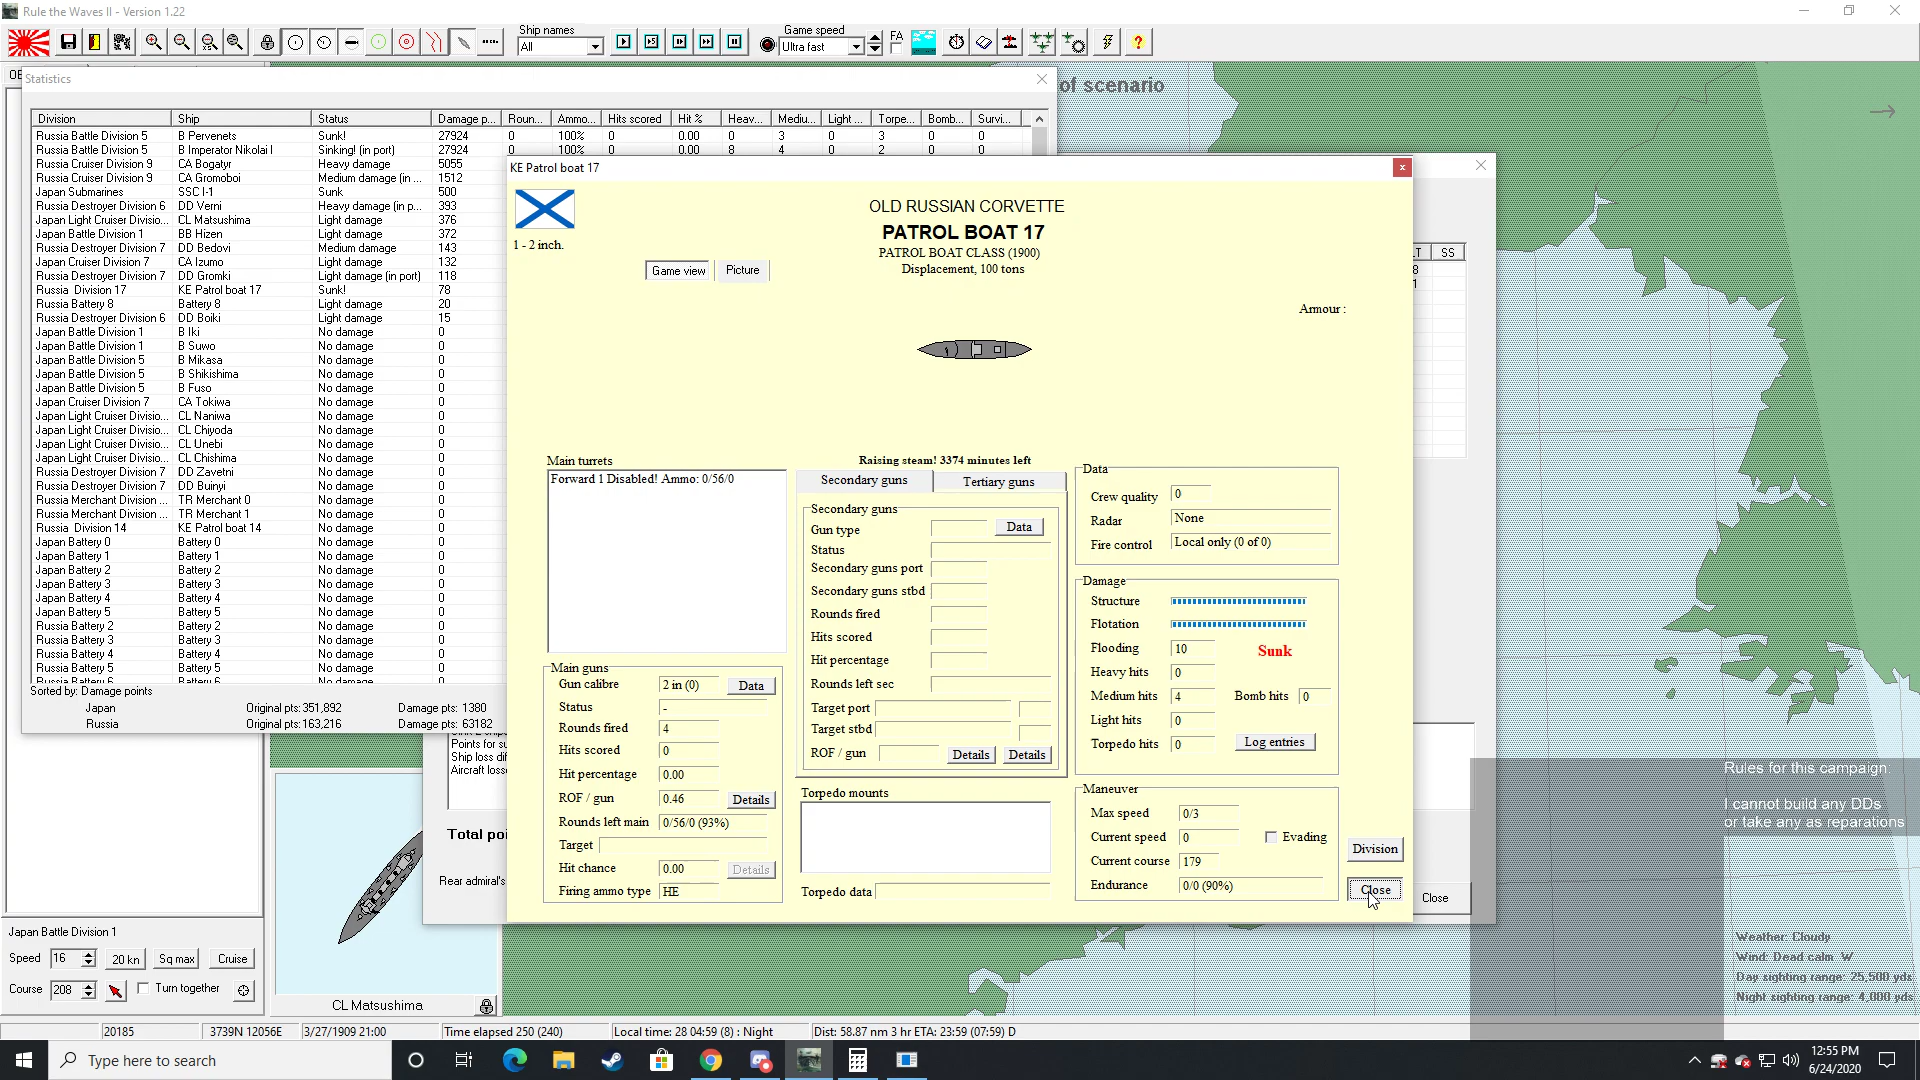 Rule the Waves II - Version 1.22
Ship names
All
Game speed
Ultra fast
FA
Statistics
of scenario
Division Ship Status Damage p... Roun... Ammo... Hits scored Hit % Heav... Mediu... Light ... Torpe... Bomb... Survi...
Russia Battle Division 5 B Pervenets Sunk! 27924 0 100% 0 0.00 0 3 0 3 0 0
Russia Battle Division 5 B Imperator Nikolai I Sinking! (in port) 27924 0 100% 0 0.00 8 4 0 2 0 0
Russia Cruiser Division 9 CA Bogatyr Heavy damage 5055
Russia Cruiser Division 9 CA Gromoboi Medium damage (in ... 1512
Japan Submarines SSC I-1 Sunk 500
Russia Destroyer Division 6 DD Verni Heavy damage (in p... 393
Japan Light Cruiser Divisio... CL Matsushima Light damage 376
Japan Battle Division 1 BB Hizen Light damage 372
Russia Destroyer Division 7 DD Bedovi Medium damage 143
Japan Cruiser Division 7 CA Izumo Light damage 132
Russia Destroyer Division 7 DD Gromki Light damage (in port) 118
Russia Division 17 KE Patrol boat 17 Sunk! 78
Russia Battery 8 Battery 8 Light damage 20
Russia Destroyer Division 6 DD Boiki Light damage 15
Japan Battle Division 1 B Iki No damage 0
Japan Battle Division 1 B Suwo No damage 0
Japan Battle Division 5 B Mikasa No damage 0
Japan Battle Division 5 B Shikishima No damage 0
Japan Battle Division 5 B Fuso No damage 0
Japan Cruiser Division 7 CA Tokiwa No damage 0
Japan Light Cruiser Divisio... CL Naniwa No damage 0
Japan Light Cruiser Divisio... CL Chiyoda No damage 0
Japan Light Cruiser Divisio... CL Unebi No damage 0
Japan Light Cruiser Divisio... CL Chishima No damage 0
Russia Destroyer Division 7 DD Zavetni No damage 0
Russia Destroyer Division 7 DD Buinyi No damage 0
Russia Merchant Division ... TR Merchant 0 No damage 0
Russia Merchant Division ... TR Merchant 1 No damage 0
Russia Division 14 KE Patrol boat 14 No damage 0
Japan Battery 0 Battery 0 No damage 0
Japan Battery 1 Battery 1 No damage 0
Japan Battery 2 Battery 2 No damage 0
Japan Battery 3 Battery 3 No damage 0
Japan Battery 4 Battery 4 No damage 0
Japan Battery 5 Battery 5 No damage 0
Russia Battery 2 Battery 2 No damage 0
Russia Battery 3 Battery 3 No damage 0
Russia Battery 4 Battery 4 No damage 0
Russia Battery 5 Battery 5 No damage 0
Russia Battery 6 Battery 6 No damage 0
Sorted by: Damage points
Japan Original pts:351,892 Damage pts: 1380
Russia Original pts:163,216 Damage pts: 63182
KE Patrol boat 17
1 - 2 inch.
OLD RUSSIAN CORVETTE
PATROL BOAT 17
PATROL BOAT CLASS (1900)
Displacement, 100 tons
Game view
Picture
Armour :
Main turrets
Forward 1 Disabled! Ammo: 0/56/0
Raising steam! 3374 minutes left
Secondary guns
Tertiary guns
Secondary guns
Gun type
Data
Status
Secondary guns port
Secondary guns stbd
Rounds fired
Hits scored
Hit percentage
Rounds left sec
Target port
Target stbd
ROF / gun
Details
Details
Main guns
Gun calibre 2 in (0) Data
Status -
Rounds fired 4
Hits scored 0
Hit percentage 0.00
ROF / gun 0.46 Details
Rounds left main 0/56/0 (93%)
Target
Hit chance 0.00 Details
Firing ammo type HE
Torpedo mounts
Torpedo data
Data
Crew quality 0
Radar None
Fire control Local only (0 of 0)
Damage
Structure
Flotation
Flooding 10 Sunk
Heavy hits 0
Medium hits 4 Bomb hits 0
Light hits 0
Torpedo hits 0 Log entries
Maneuver
Max speed 0/3
Current speed 0 Evading
Current course 179
Endurance 0/0 (90%)
Division
Close
LT SS
8
1
Points for su
Ship loss dif
Aircraft loss
Total poi
Rear admiral's
Close
Rules for this campaign.
I cannot build any DDs
or take any as reparations
Weather: Cloudy
Wind: Dead calm W
Day sighting range: 25,500 yds
Night sighting range: 4,000 yds
Japan Battle Division 1
Speed 16 20 kn Sq max Cruise
Course 208 Turn together
CL Matsushima
20185 3739N 12056E 3/27/1909 21:00 Time elapsed 250 (240) Local time: 28 04:59 (8) : Night Dist: 58.87 nm 3 hr ETA: 23:59 (07:59) D
Type here to search
12:55 PM
6/24/2020